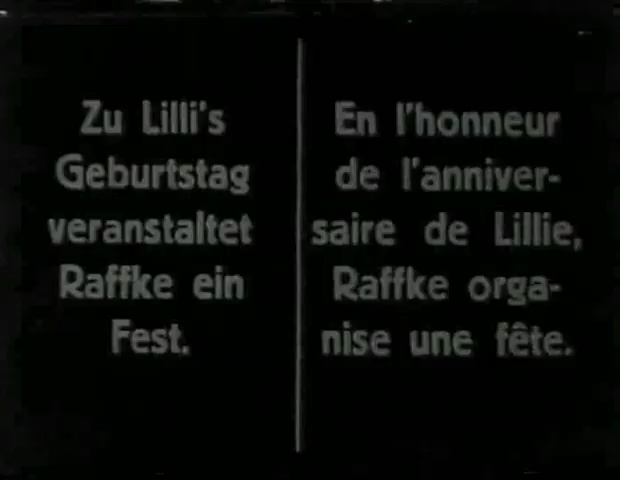 Zu Lilli's
Geburtstag
veranstaltet
Raffke ein
Fest.
En l'honneur
de l'anniver-
saire de Lillie,
Raffke orga-
nise une fête.